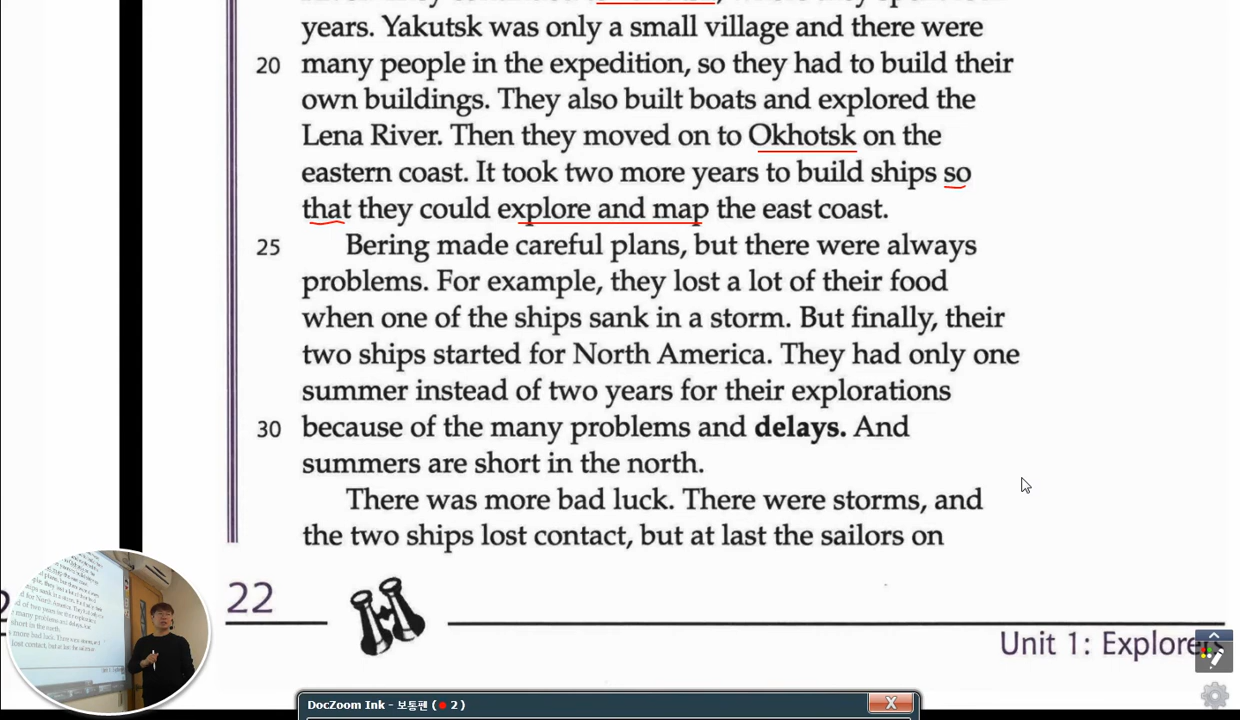 years. Yakutsk was only a small village and there were
20 many people in the expedition, so they had to build their
own buildings. They also built boats and explored the
Lena River. Then they moved on to Okhotsk on the
eastern coast. It took two more years to build ships so
that they could explore and map the east coast.
25 Bering made careful plans, but there were always
problems. For example, they lost a lot of their food
when one of the ships sank in a storm. But finally, their
two ships started for North America. They had only one
summer instead of two years for their explorations
30 because of the many problems and delays. And
summers are short in the north.
There was more bad luck. There were storms, and
the two ships lost contact, but at last the sailors on
22
Unit 1: Explorers
DocZoom Ink - 보통펜 ( 2 )